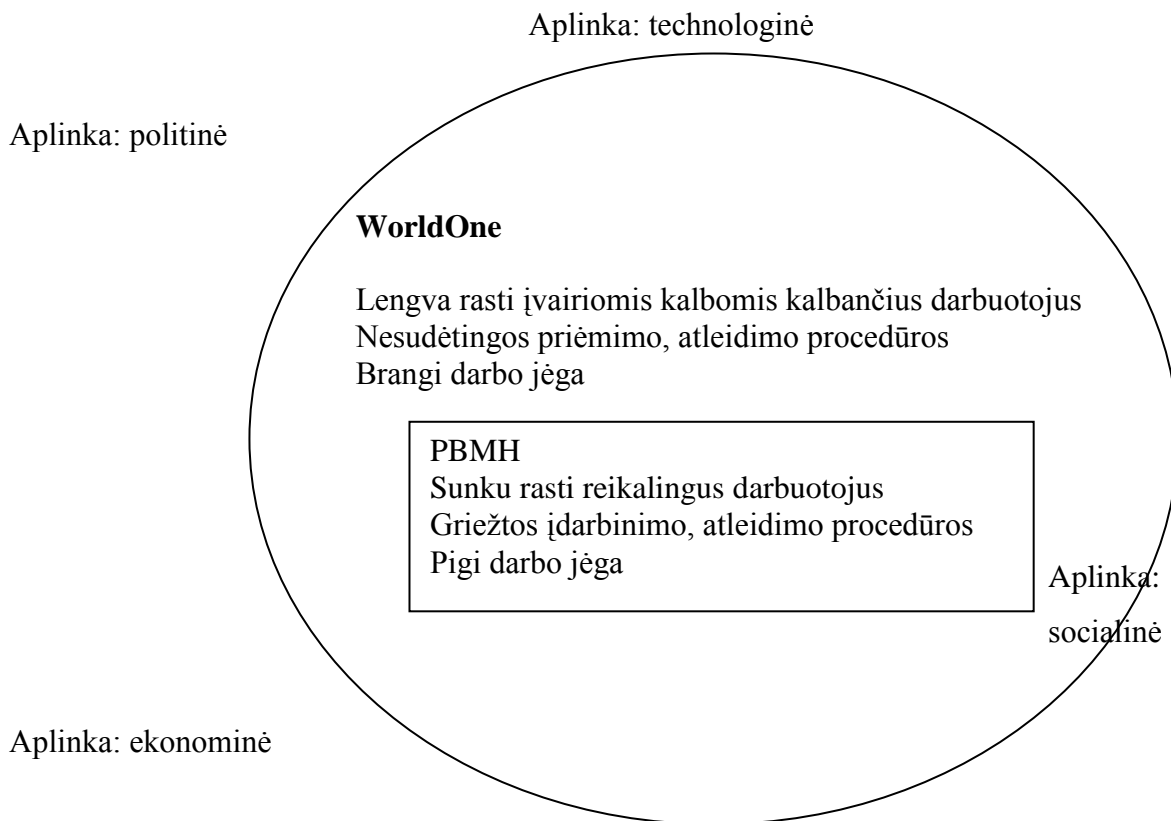 Aplinka: technologinė
Aplinka: politinė
WorldOne
Lengva rasti įvairiomis kalbomis kalbančius darbuotojus
Nesudėtingos priėmimo, atleidimo procedūros
Brangi darbo jėga
PBMH
Sunku rasti reikalingus darbuotojus
Griežtos įdarbinimo, atleidimo procedūros
Pigi darbo jėga
Aplinka:
socialinė
Aplinka: ekonominė